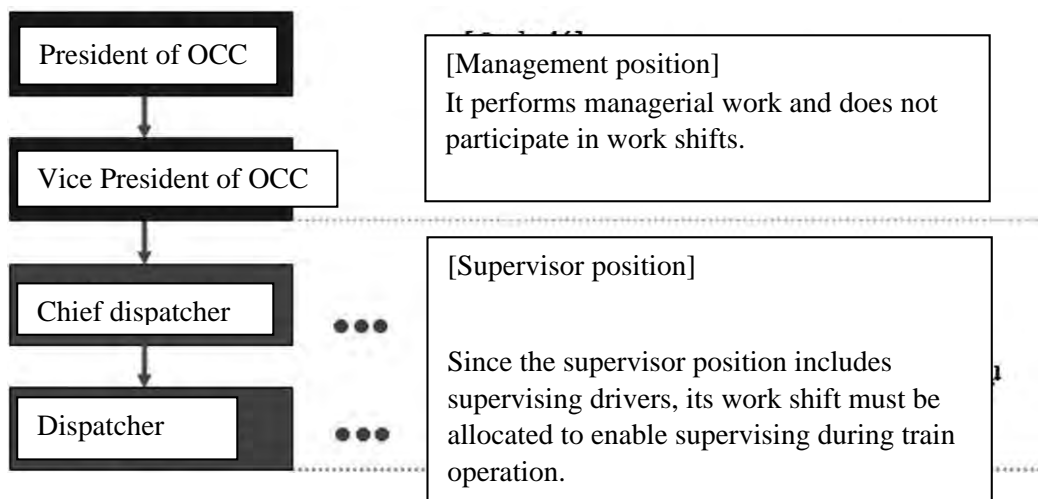 President of OCC
[Management position]
It performs managerial work and does not
participate in work shifts.
Vice President of OCC
[Supervisor position]
Chief dispatcher
Since the supervisor position includes
supervising drivers, its work shift must be
allocated to enable supervising during train
operation.
Dispatcher